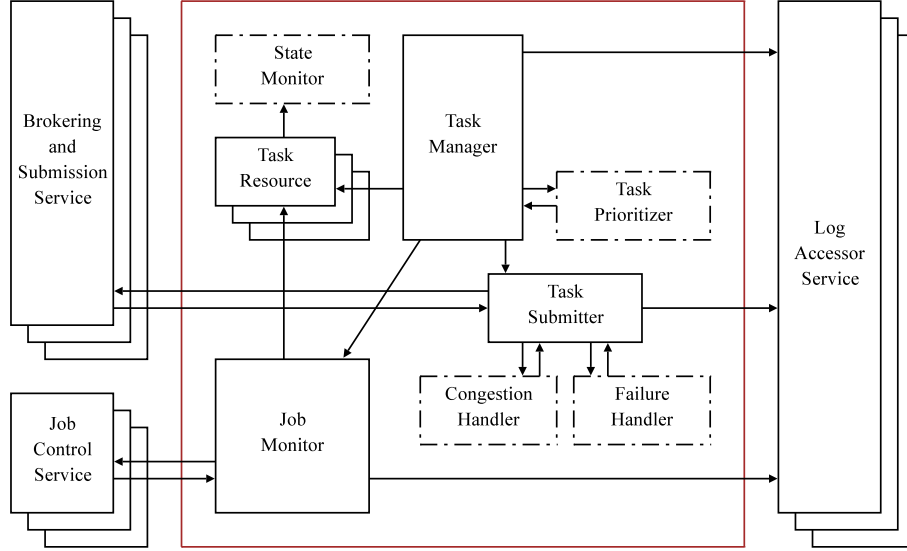 Brokering
and
Submission
Service
State
Monitor
Task
Manager
Task
Resource
Task
Prioritizer
Log
Accessor
Service
Task
Submitter
Congestion
Handler
Failure
Handler
Job
Control
Service
Job
Monitor